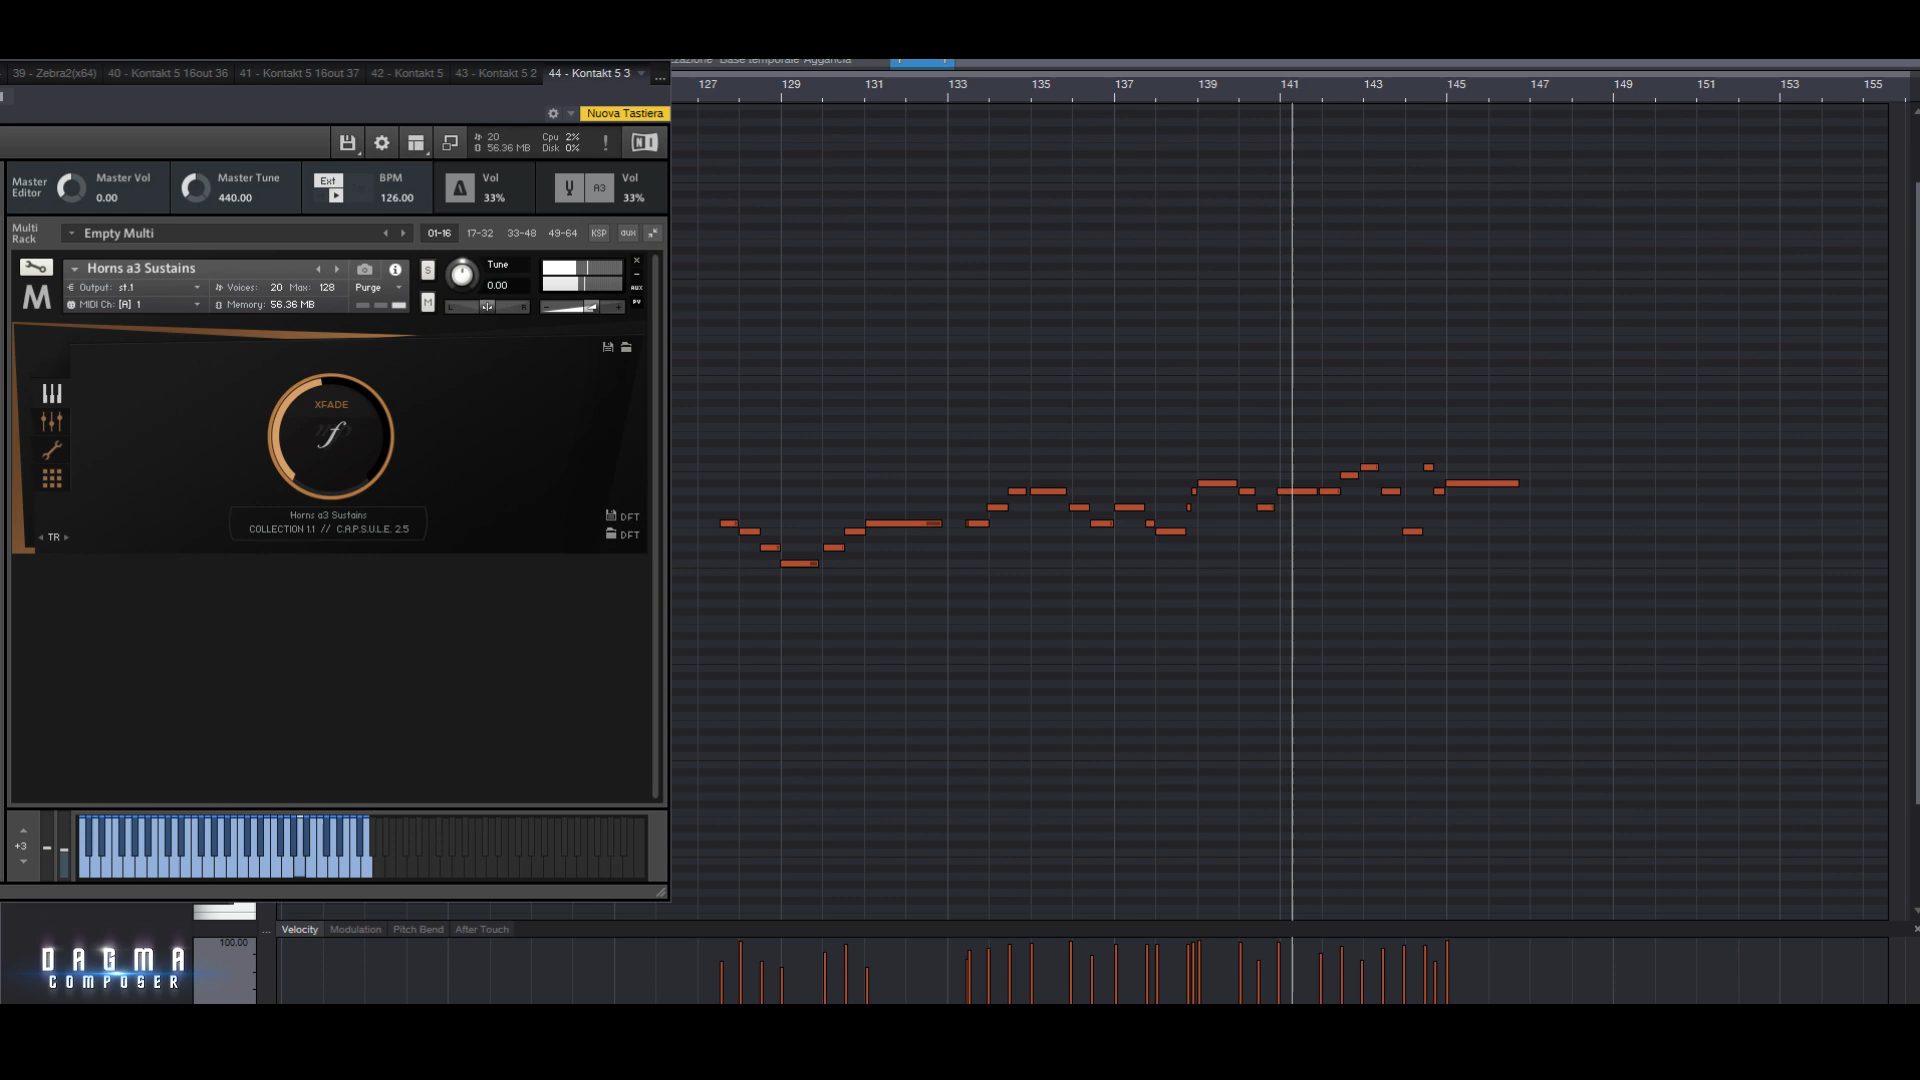 zazione Base temporale Aggancia
39 - Zebra2(x64) 40 - Kontakt 5 16out 36 41 - Kontakt 5 16out 37 42 - Kontakt 5 43 - Kontakt 5 2 44 - Kontakt 5 3 ...
127 129 131 133 135 137 139 141 143 145 147 149 151 153 155
Nuova Tastiera
20 Cpu 2% ! NI
56.36 MB Disk 0%
Master Editor
Master Vol
0.00
Master Tune
440.00
Ext
BPM
126.00
Vol
33%
A3
Vol
33%
Multi Rack
Empty Multi
01-16 17-32 33-48 49-64 KSP aux
Horns a3 Sustains
Output: st.1 Voices: 20 Max: 128 Purge
MIDI Ch: [A] 1 Memory: 56.36 MB
S
M
Tune
0.00
L R
AUX
PV
XFADE
f
Horns a3 Sustains
COLLECTION 1.1 // C.A.P.S.U.L.E. 2.5
DFT
DFT
TR
+3
... Velocity Modulation Pitch Bend After Touch
100.00
DAGMA
COMPOSER